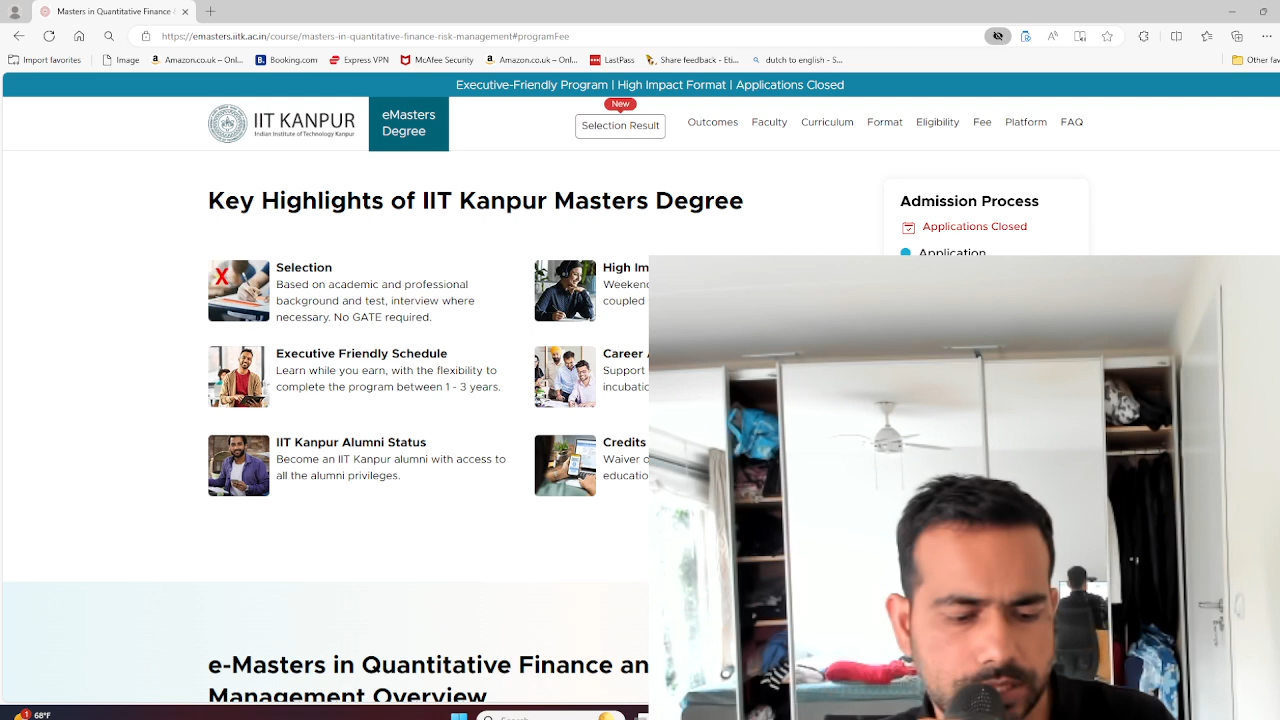 Masters in Quantitative Finance
https://emasters.iitk.ac.in/course/masters-in-quantitative-finance-risk-management#programFee
Import favorites
Image
Amazon.co.uk – Onl...
Booking.com
Express VPN
McAfee Security
Amazon.co.uk – Onl...
LastPass
Share feedback - Eti...
dutch to english - S...
Other fav
Executive-Friendly Program | High Impact Format | Applications Closed
IIT KANPUR
Indian Institute of Technology Kanpur
eMasters
Degree
New
Selection Result
Outcomes
Faculty
Curriculum
Format
Eligibility
Fee
Platform
FAQ
Key Highlights of IIT Kanpur Masters Degree
Admission Process
Applications Closed
Application
X
Selection
Based on academic and professional
background and test, interview where
necessary. No GATE required.
High Im
Weeken
coupled
Executive Friendly Schedule
Learn while you earn, with the flexibility to
complete the program between 1 - 3 years.
Career
Support
incubatio
IIT Kanpur Alumni Status
Become an IIT Kanpur alumni with access to
all the alumni privileges.
Credits
Waiver o
educatio
e-Masters in Quantitative Finance an
Management Overview
1
68°F
Search